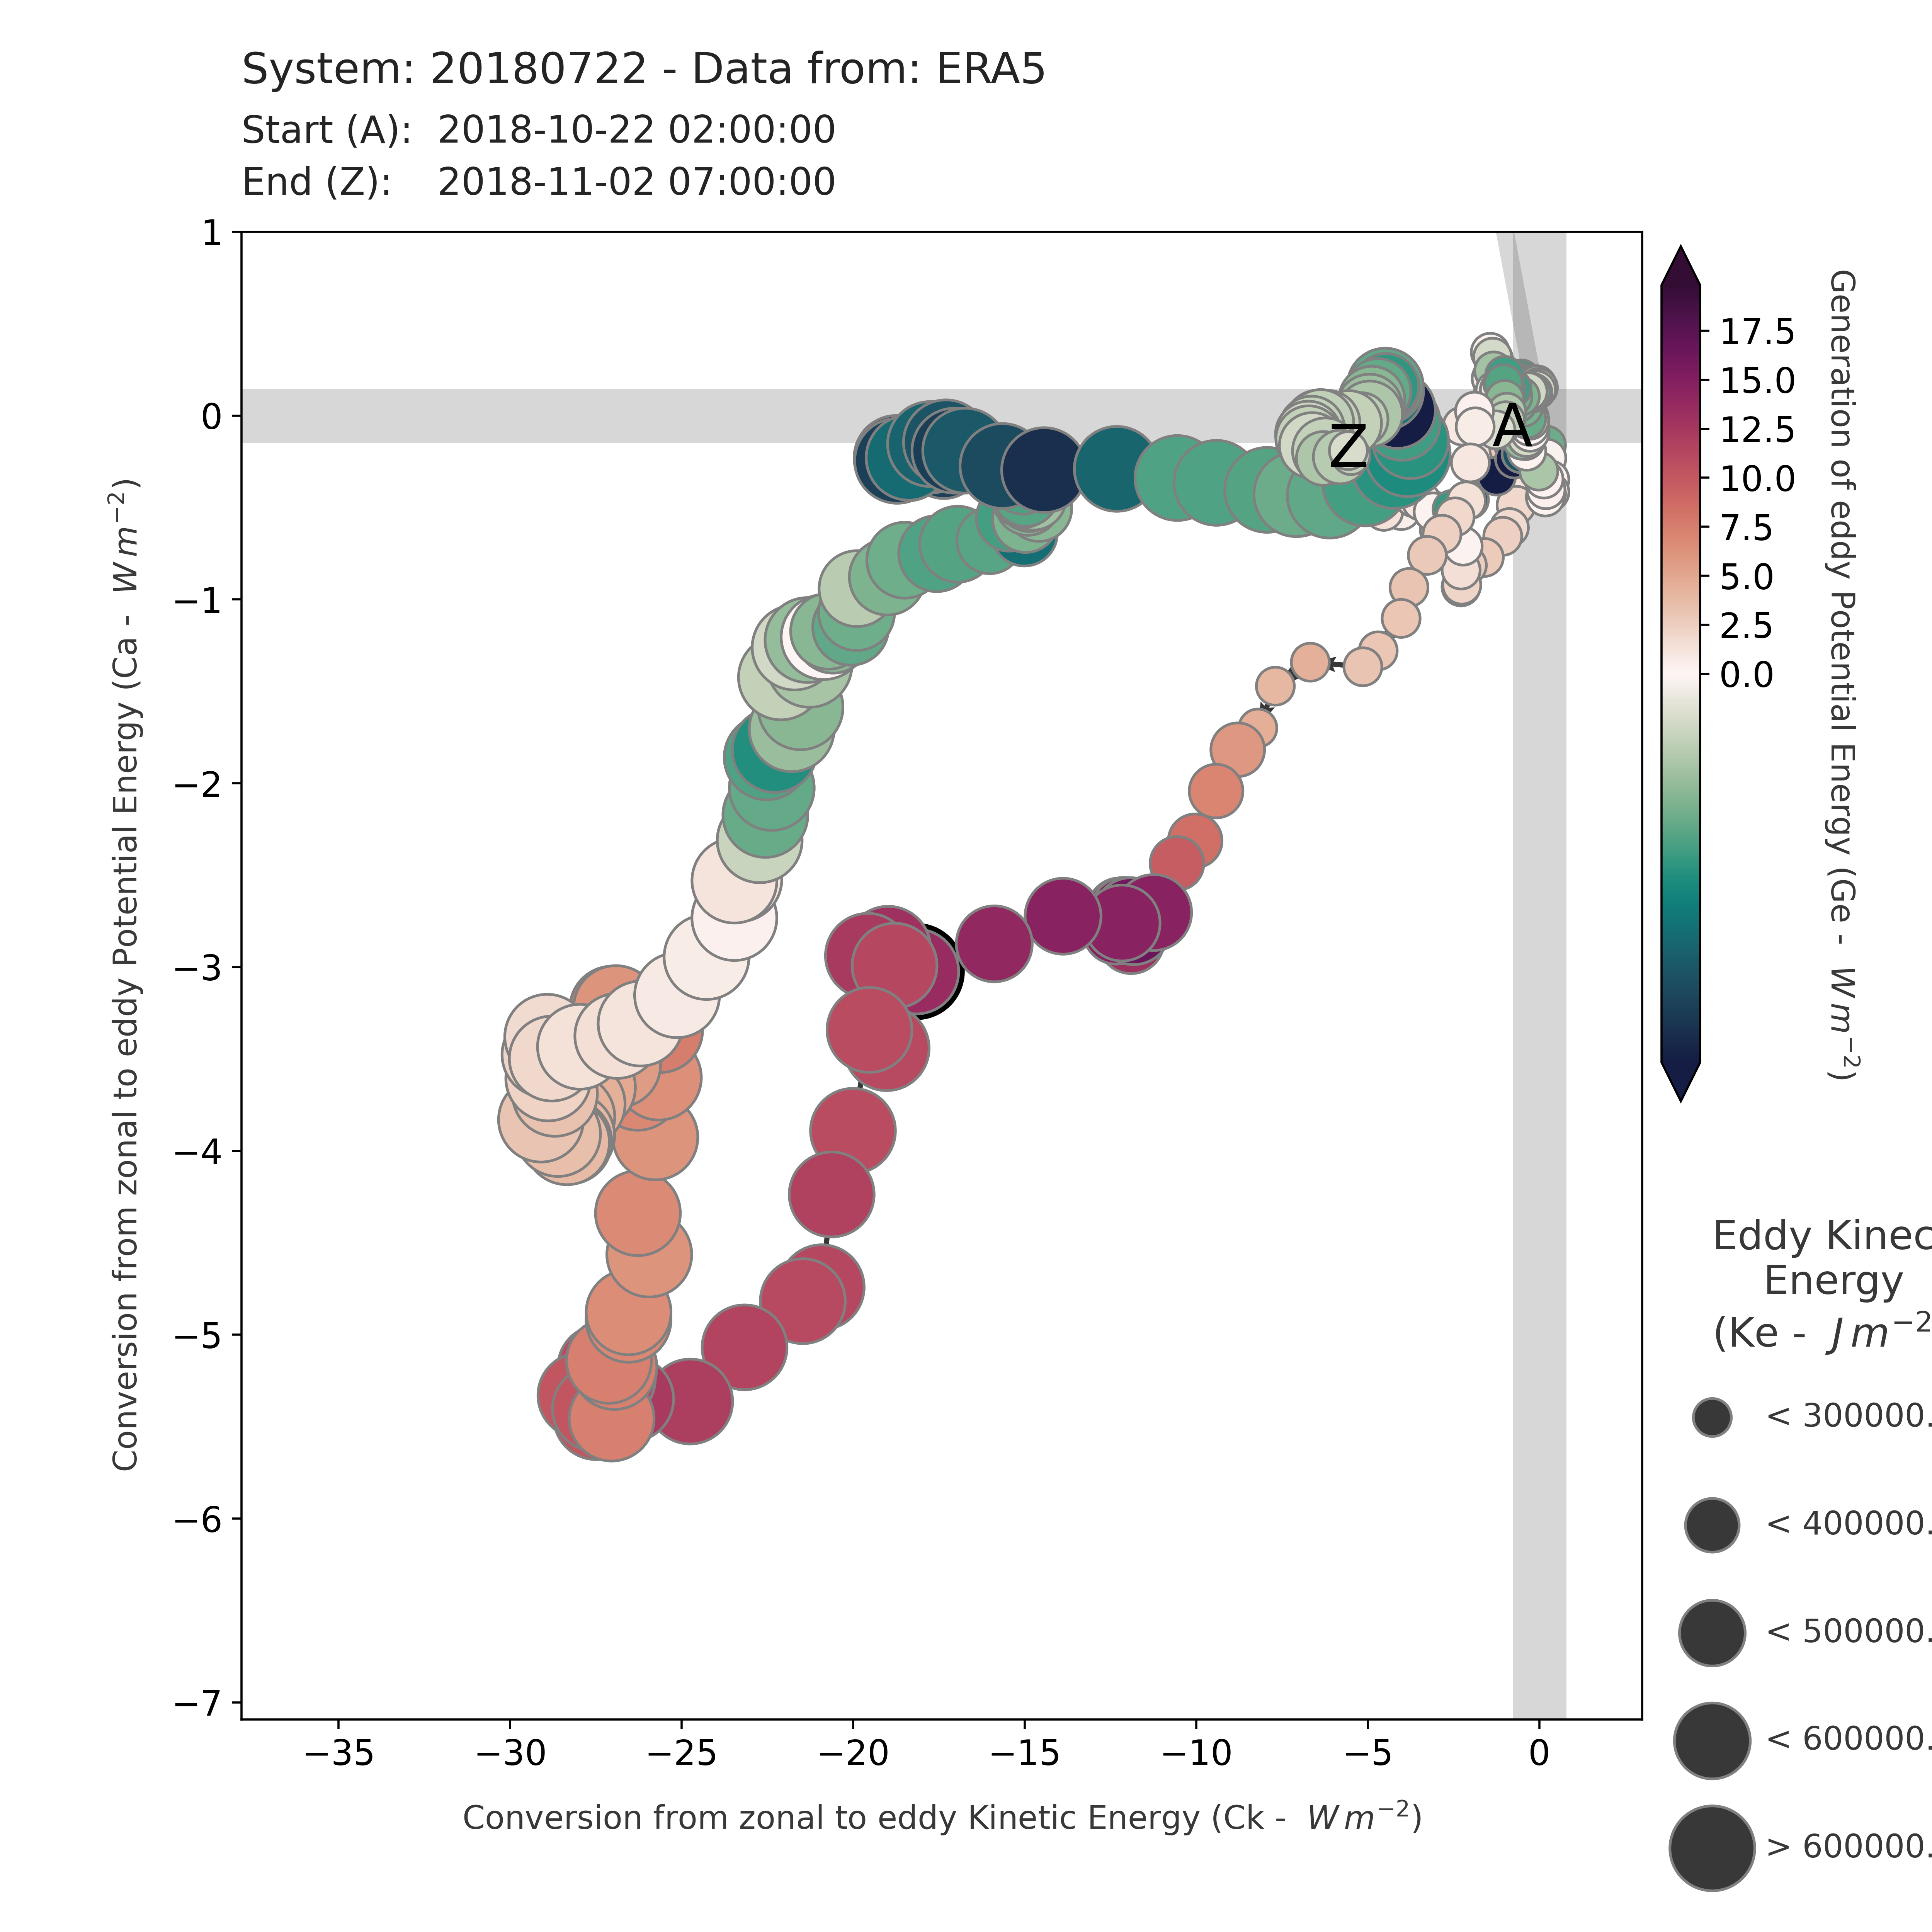 System: 20180722 - Data from: ERA5
Start (A): 2018-10-22 02:00:00
End (Z): 2018-11-02 07:00:00
1
0
−1
−2
−3
−4
−5
−6
−7
Conversion from zonal to eddy Potential Energy (Ca - W m⁻²)
A
Z
−35
−30
−25
−20
−15
−10
−5
0
Conversion from zonal to eddy Kinetic Energy (Ck - W m⁻²)
17.5
15.0
12.5
10.0
7.5
5.0
2.5
0.0
Generation of eddy Potential Energy (Ge - W m⁻²)
Eddy Kinec
Energy
(Ke - J m⁻²
< 300000.
< 400000.
< 500000.
< 600000.
> 600000.